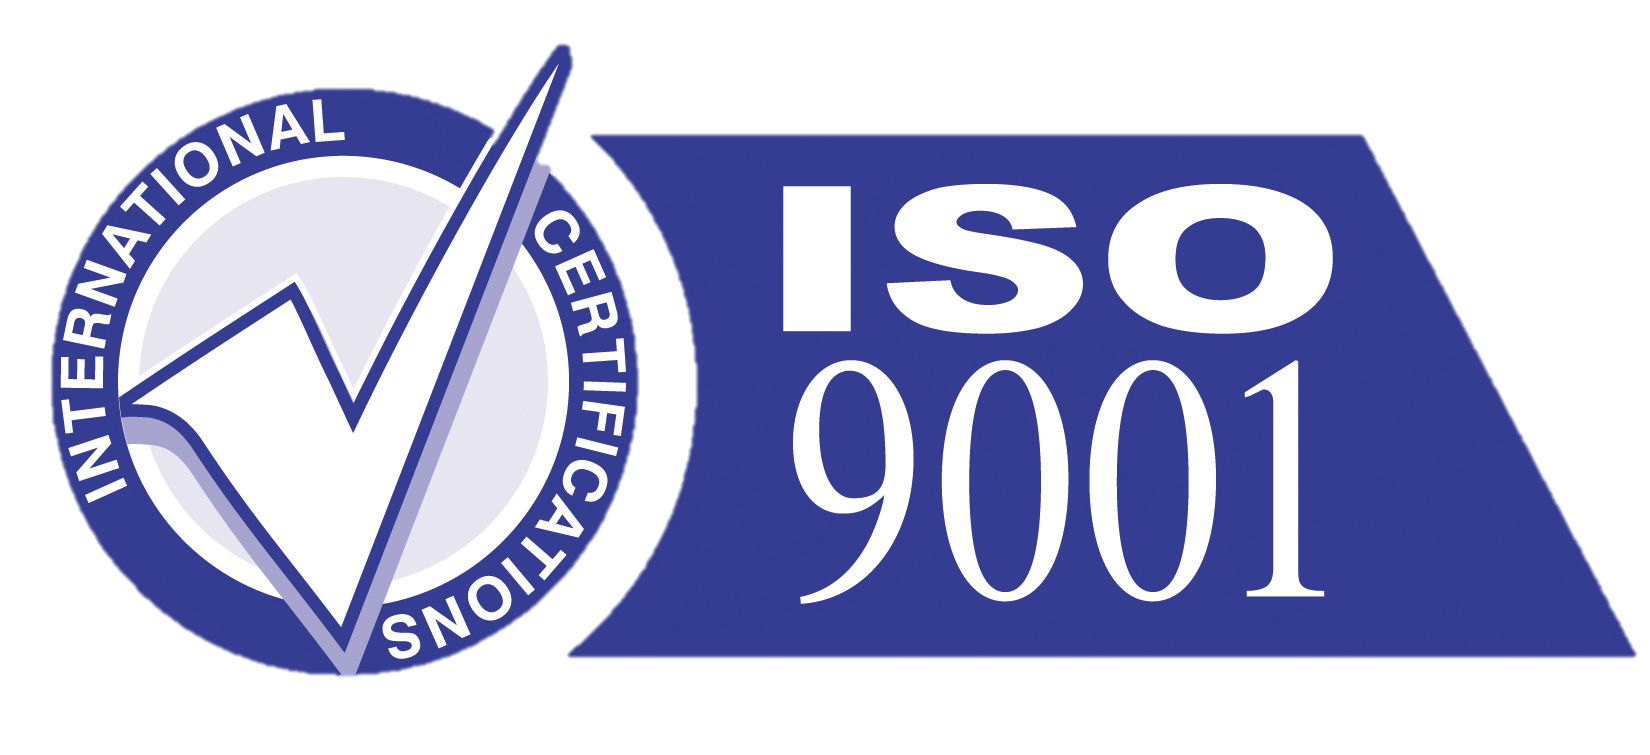 INTERNATIONAL CERTIFICATIONS
ISO
9001